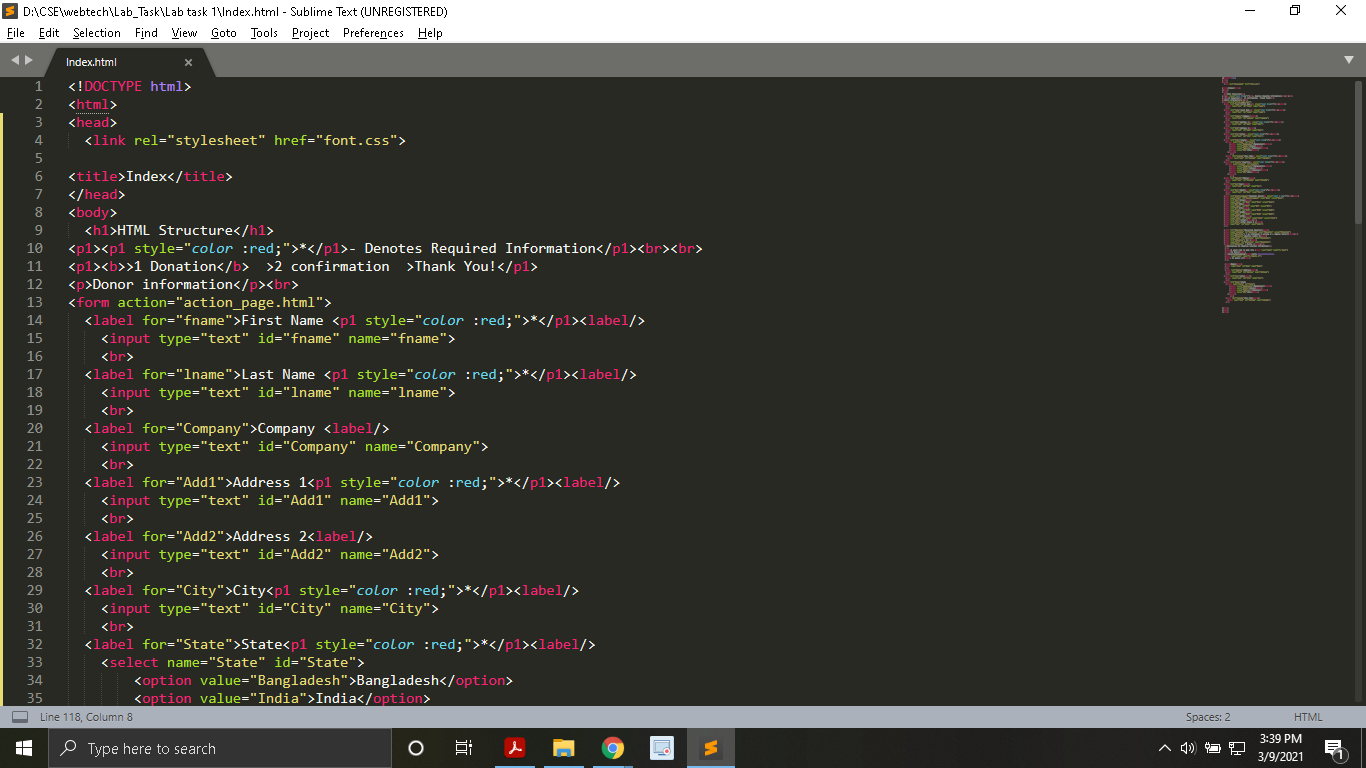 D:\CSE\webtech\Lab_Task\Lab task 1\Index.html - Sublime Text (UNREGISTERED)
File Edit Selection Find View Goto Tools Project Preferences Help
Index.html
1 <!DOCTYPE html>
2 <html>
3 <head>
4   <link rel="stylesheet" href="font.css">
5
6 <title>Index</title>
7 </head>
8 <body>
9   <h1>HTML Structure</h1>
10 <p1><p1 style="color :red;">*</p1>- Denotes Required Information</p1><br><br>
11 <p1><b>>1 Donation</b>  >2 confirmation  >Thank You!</p1>
12 <p>Donor information</p><br>
13 <form action="action_page.html">
14   <label for="fname">First Name <p1 style="color :red;">*</p1><label/>
15     <input type="text" id="fname" name="fname">
16     <br>
17   <label for="lname">Last Name <p1 style="color :red;">*</p1><label/>
18     <input type="text" id="lname" name="lname">
19     <br>
20   <label for="Company">Company <label/>
21     <input type="text" id="Company" name="Company">
22     <br>
23   <label for="Add1">Address 1<p1 style="color :red;">*</p1><label/>
24     <input type="text" id="Add1" name="Add1">
25     <br>
26   <label for="Add2">Address 2<label/>
27     <input type="text" id="Add2" name="Add2">
28     <br>
29   <label for="City">City<p1 style="color :red;">*</p1><label/>
30     <input type="text" id="City" name="City">
31     <br>
32   <label for="State">State<p1 style="color :red;">*</p1><label/>
33     <select name="State" id="State">
34         <option value="Bangladesh">Bangladesh</option>
35         <option value="India">India</option>
Line 118, Column 8 Spaces: 2 HTML
Type here to search
3:39 PM
3/9/2021
1